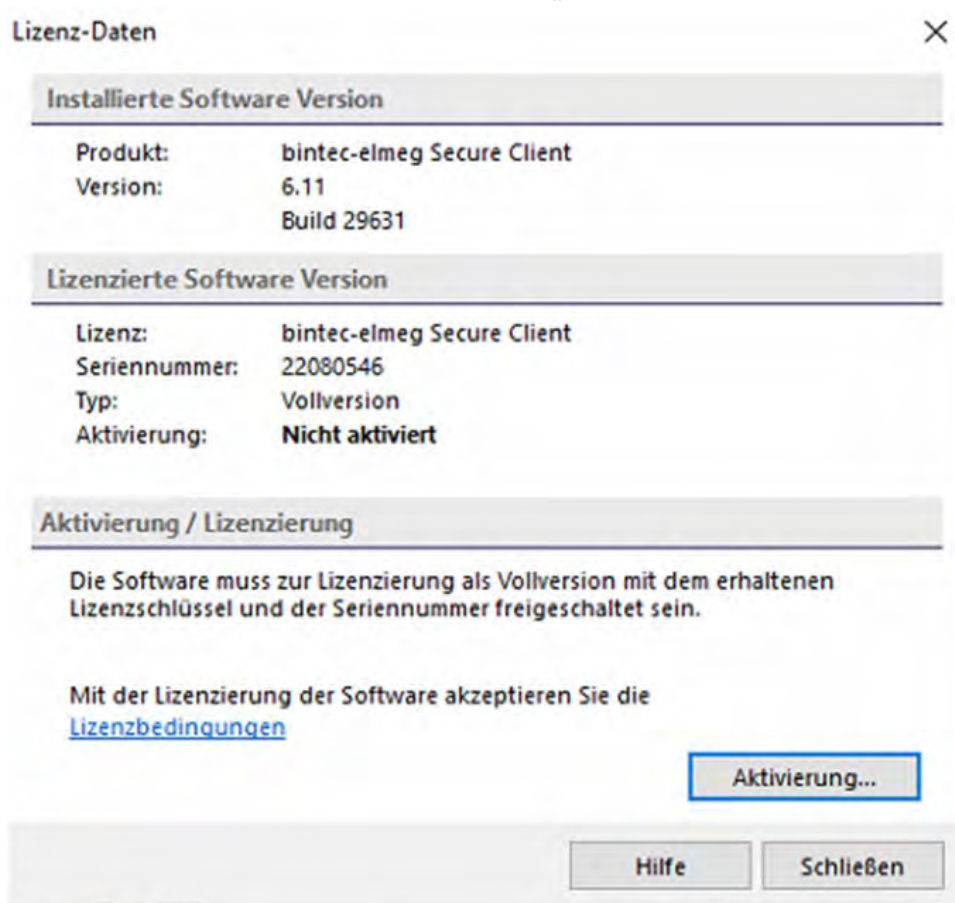 Lizenz-Daten
Installierte Software Version
Produkt: bintec-elmeg Secure Client
Version: 6.11
Build 29631
Lizenzierte Software Version
Lizenz: bintec-elmeg Secure Client
Seriennummer: 22080546
Typ: Vollversion
Aktivierung: Nicht aktiviert
Aktivierung / Lizenzierung
Die Software muss zur Lizenzierung als Vollversion mit dem erhaltenen
Lizenzschlüssel und der Seriennummer freigeschaltet sein.
Mit der Lizenzierung der Software akzeptieren Sie die
Lizenzbedingungen
Aktivierung...
Hilfe Schließen